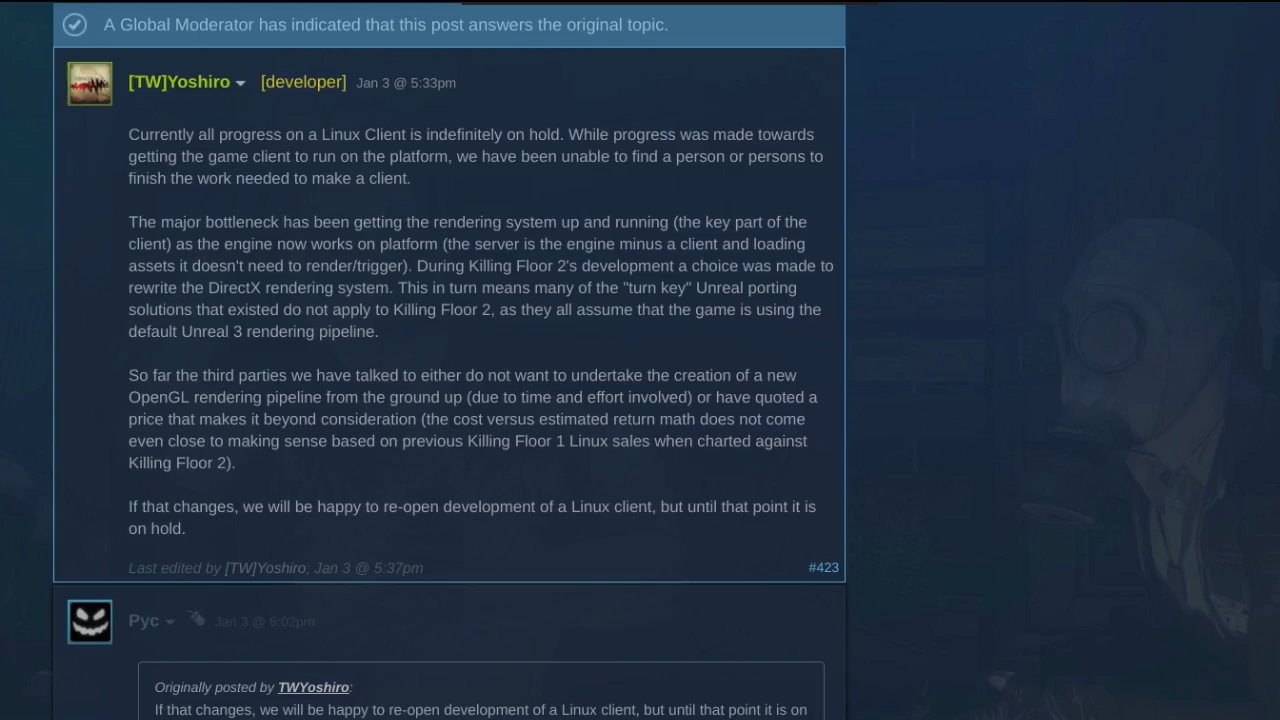 A Global Moderator has indicated that this post answers the original topic.
[TW]Yoshiro [developer] Jan 3 @ 5:33pm
Currently all progress on a Linux Client is indefinitely on hold. While progress was made towards
getting the game client to run on the platform, we have been unable to find a person or persons to
finish the work needed to make a client.
The major bottleneck has been getting the rendering system up and running (the key part of the
client) as the engine now works on platform (the server is the engine minus a client and loading
assets it doesn't need to render/trigger). During Killing Floor 2's development a choice was made to
rewrite the DirectX rendering system. This in turn means many of the "turn key" Unreal porting
solutions that existed do not apply to Killing Floor 2, as they all assume that the game is using the
default Unreal 3 rendering pipeline.
So far the third parties we have talked to either do not want to undertake the creation of a new
OpenGL rendering pipeline from the ground up (due to time and effort involved) or have quoted a
price that makes it beyond consideration (the cost versus estimated return math does not come
even close to making sense based on previous Killing Floor 1 Linux sales when charted against
Killing Floor 2).
If that changes, we will be happy to re-open development of a Linux client, but until that point it is
on hold.
Last edited by [TW]Yoshiro; Jan 3 @ 5:37pm
#423
Pyc Jan 3 @ 6:02pm
Originally posted by TWYoshiro:
If that changes, we will be happy to re-open development of a Linux client, but until that point it is on